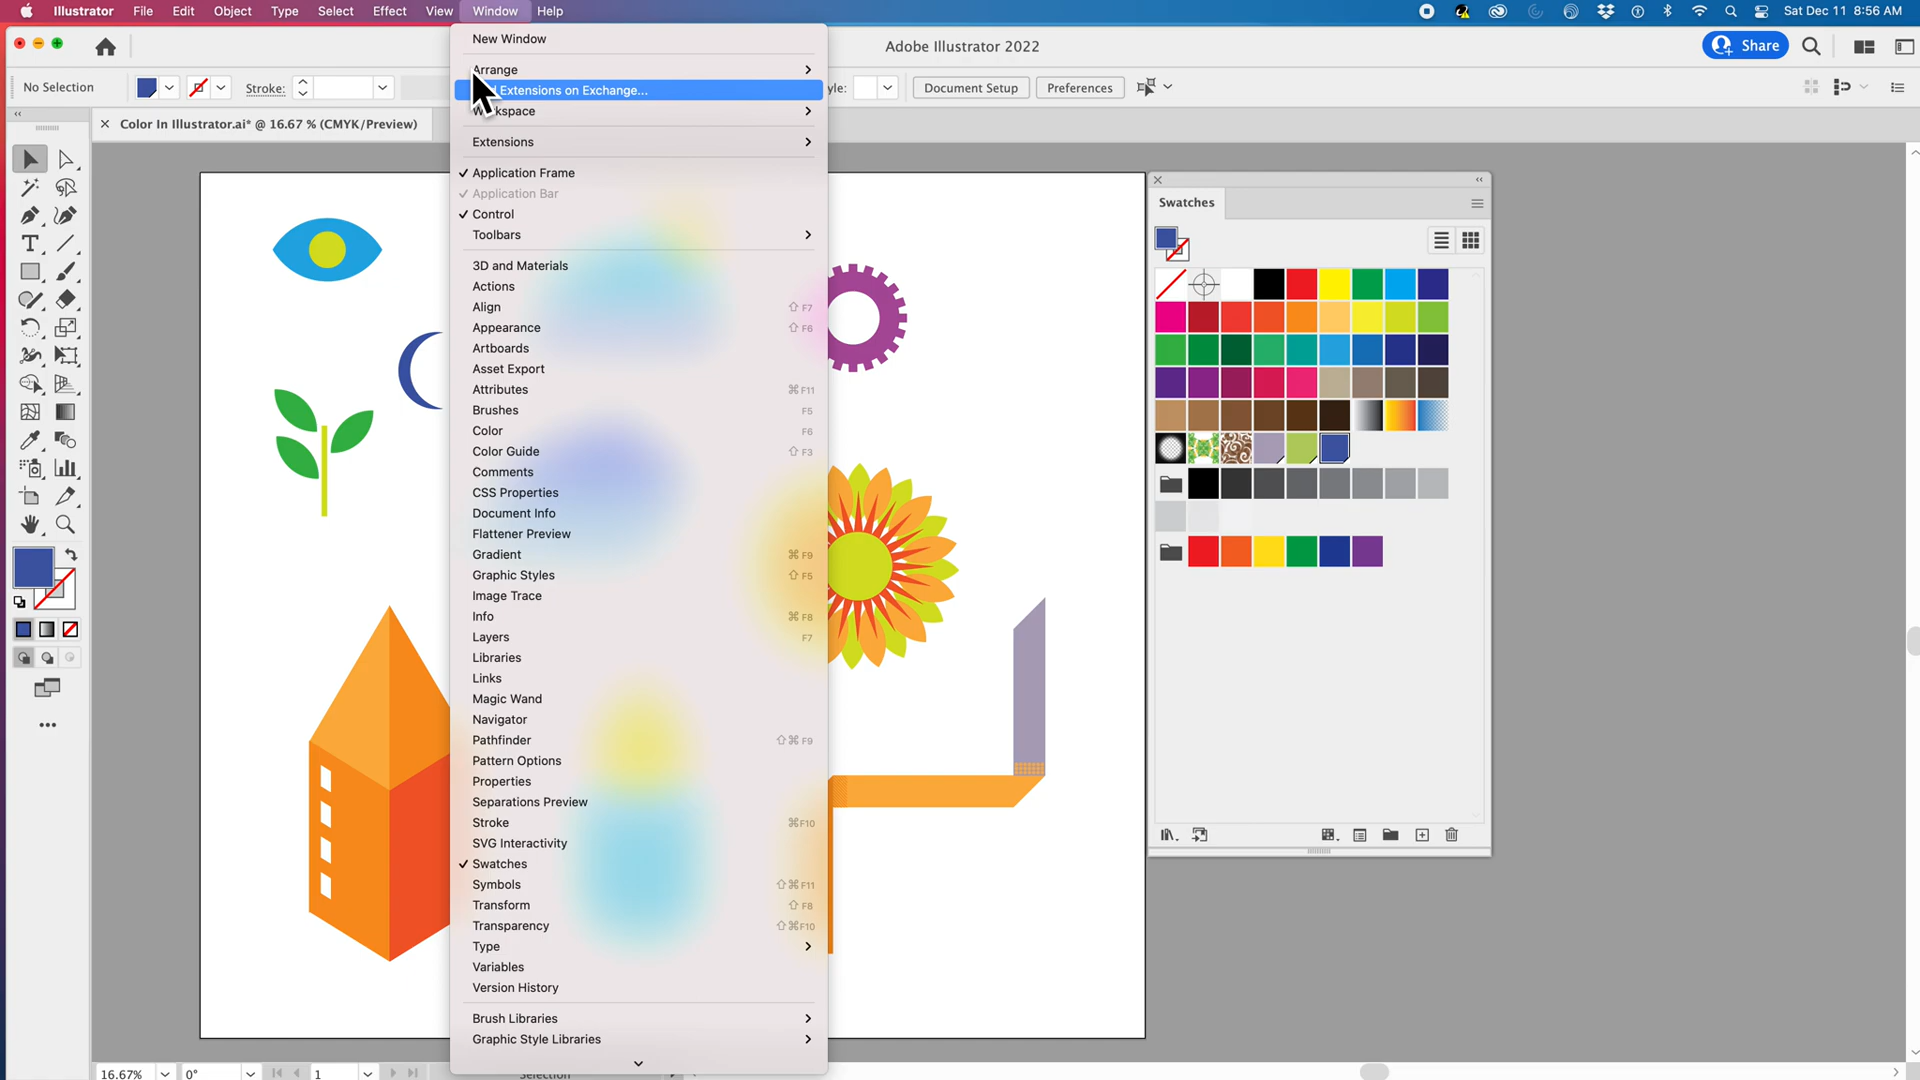 Illustrator File Edit Object Type Select Effect View Window Help Sat Dec 11 8:56 AM
Adobe Illustrator 2022 Share
No Selection Stroke: Document Setup Preferences
Color In Illustrator.ai* @ 16.67 % (CMYK/Preview)
New Window
Arrange
Extensions on Exchange...
Extensions
✓ Application Frame
✓ Application Bar
✓ Control
Toolbars
3D and Materials
Actions
Align ⇧ F7
Appearance ⇧ F6
Artboards
Asset Export
Attributes ⌘F11
Brushes F5
Color F6
Color Guide ⇧ F3
Comments
CSS Properties
Document Info
Flattener Preview
Gradient ⌘ F9
Graphic Styles ⇧ F5
Image Trace
Info ⌘ F8
Layers F7
Libraries
Links
Magic Wand
Navigator
Pathfinder ⇧⌘ F9
Pattern Options
Properties
Separations Preview
Stroke ⌘F10
SVG Interactivity
✓ Swatches
Symbols ⇧⌘ F11
Transform ⇧ F8
Transparency ⇧⌘F10
Type
Variables
Version History
Brush Libraries
Graphic Style Libraries
Swatches
16.67% 0° 1 Selection